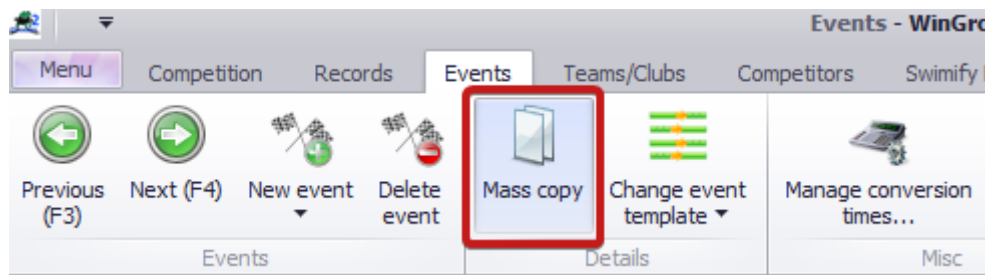 Events - WinGro
Menu Competition Records Events Teams/Clubs Competitors Swimify
Previous (F3)
Next (F4)
New event
Delete event
Mass copy
Change event template
Manage conversion times...
Events Details Misc